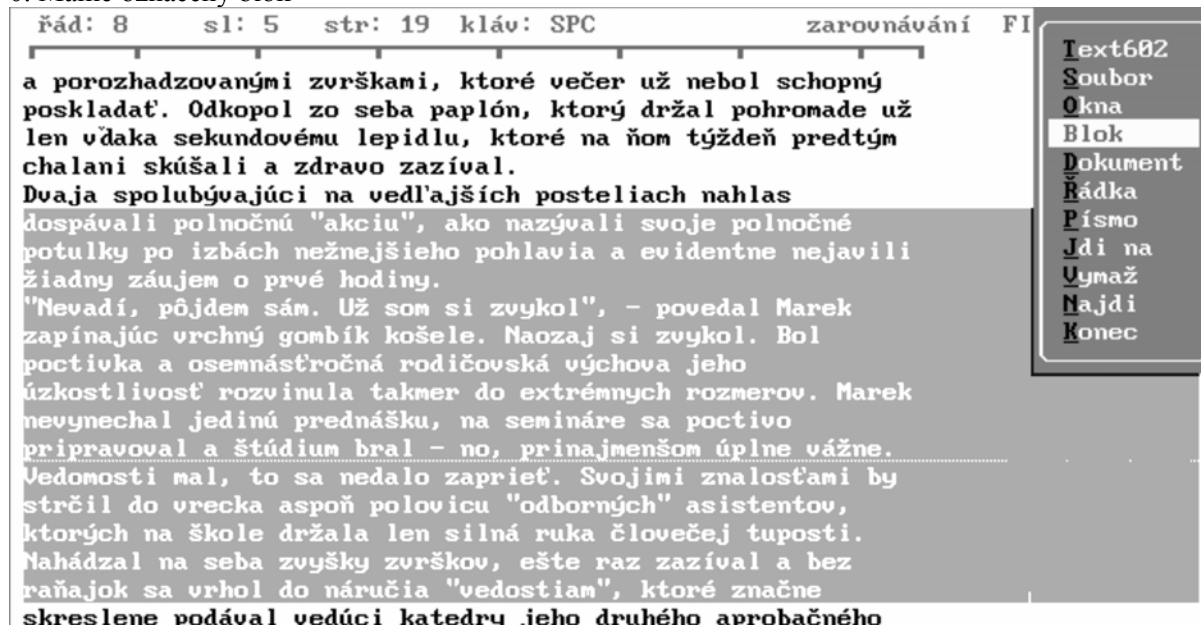 řád: 8 sl: 5 str: 19 kláv: SPC zarovnávání FI
a porozhadzovanými zvrškami, ktoré večer už nebol schopný
poskladať. Odkopol zo seba paplón, ktorý držal pohromade už
len vďaka sekundovému lepidlu, ktoré na ňom týždeň predtým
chalani skúšali a zdravo zazíval.
Dvaja spolubývajúci na vedľajších posteliach nahlas
dospávali polnočnú "akciu", ako nazývali svoje polnočné
potulky po izbách nežnejšieho pohlavia a evidentne nejavili
žiadny záujem o prvé hodiny.
"Nevadí, pôjdem sám. Už som si zvykol", – povedal Marek
zapínajúc vrchný gombík košele. Naozaj si zvykol. Bol
poctivka a osemnásťročná rodičovská výchova jeho
úzkostlivosť rozvinula takmer do extrémnych rozmerov. Marek
nevynechal jedinú prednášku, na semináre sa poctivo
pripravoval a štúdium bral – no, prinajmenšom úplne vážne.
Vedomosti mal, to sa nedalo zaprieť. Svojimi znalosťami by
strčil do vrecka aspoň polovicu "odborných" asistentov,
ktorých na škole držala len silná ruka človečej tuposti.
Nahádzal na seba zvyšky zvrškov, ešte raz zazíval a bez
raňajok sa vrhol do náručia "vedostiam", ktoré značne
skreslene podával vedúci katedry jeho druhého aprobačného
Text602
Soubor
Okna
Blok
Dokument
Řádka
Písmo
Jdi na
Vymaž
Najdi
Konec